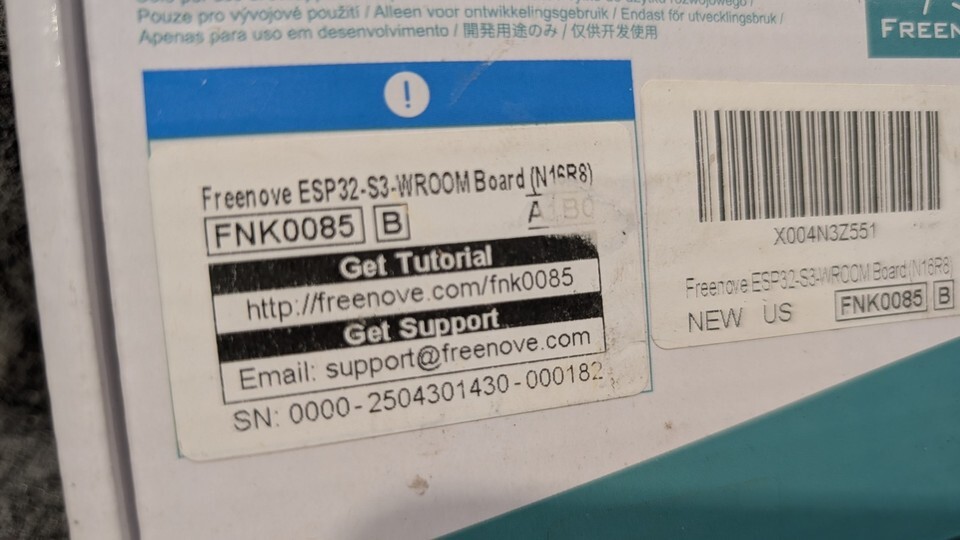 Pouze pro vývojové použití / Alleen voor ontwikkelingsgebruik / Endast för utvecklingsbruk /
Apenas para uso em desenvolvimento / 開発用途のみ / 仅供开发使用
FREEN
!
Freenove ESP32-S3-WROOM Board (N16R8)
FNK0085 B
A A1B0
Get Tutorial
http://freenove.com/fnk0085
Get Support
Email: support@freenove.com
SN: 0000-2504301430-000182
X004N3Z551
Freenove ESP32-S3-WROOM Board (N16R8)
NEW US
FNK0085 B